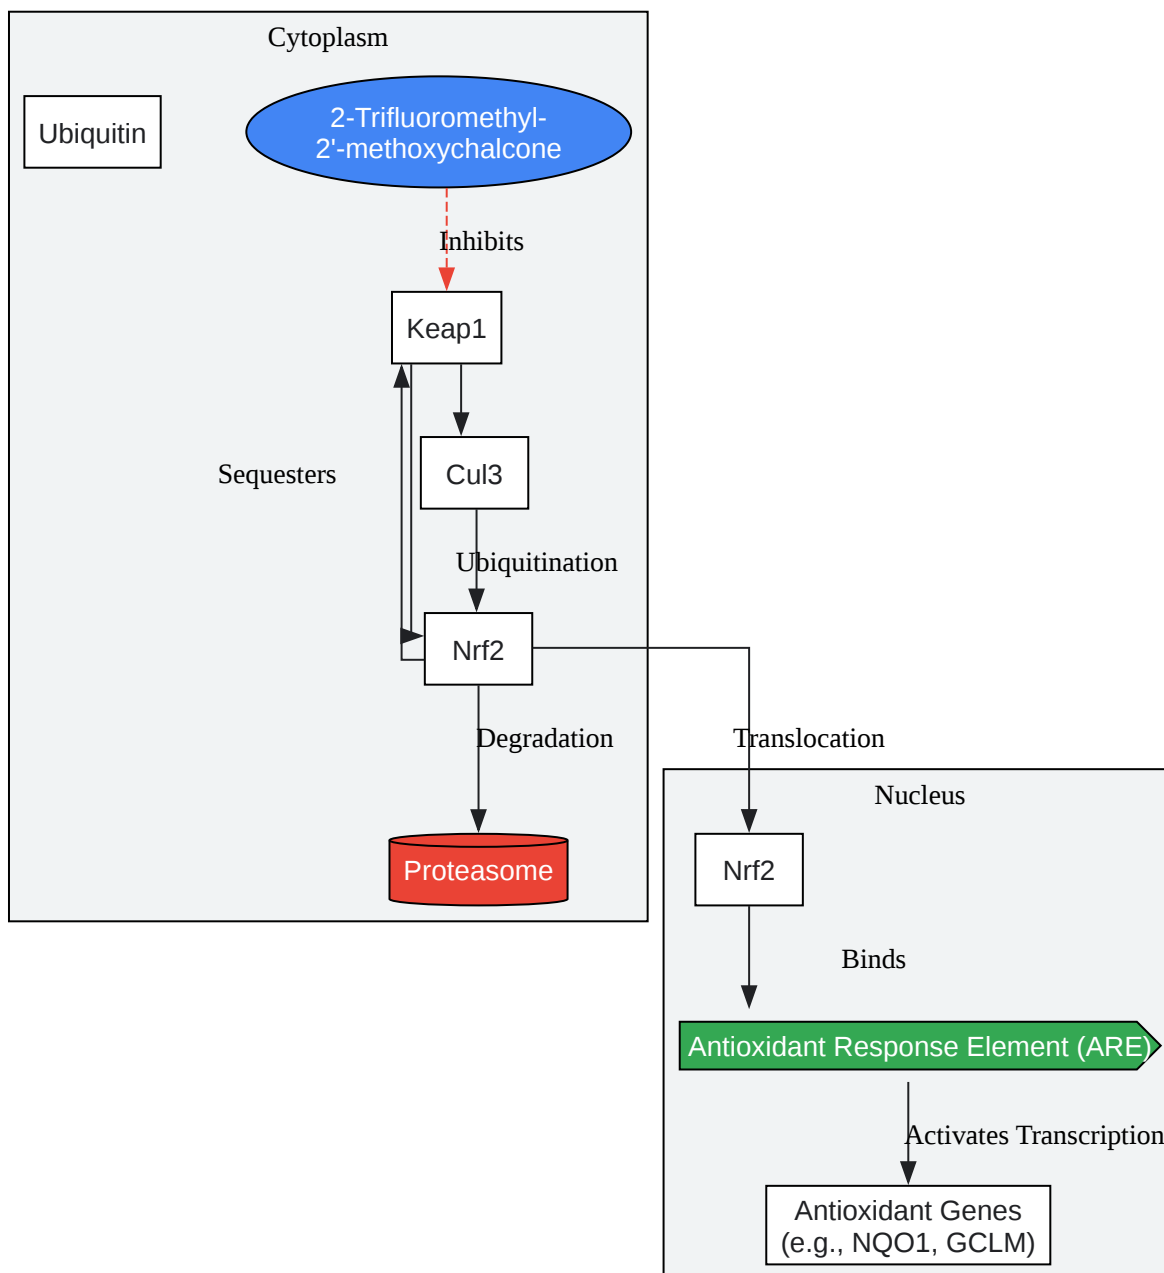 Cytoplasm
Ubiquitin
2-Trifluoromethyl-
2'-methoxychalcone
Inhibits
Keap1
Sequesters
Cul3
Ubiquitination
Nrf2
Degradation
Translocation
Proteasome
Nucleus
Nrf2
Binds
Antioxidant Response Element (ARE)
Activates Transcription
Antioxidant Genes
(e.g., NQO1, GCLM)